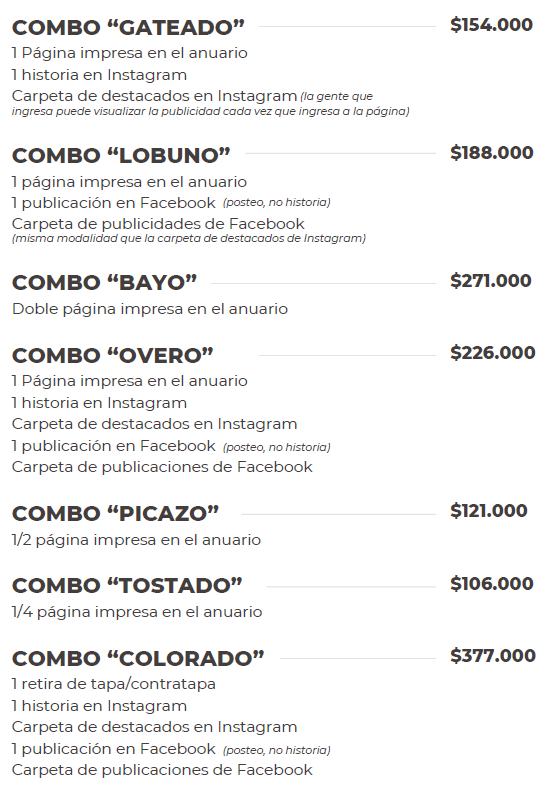 COMBO “GATEADO” $154.000
1 Página impresa en el anuario
1 historia en Instagram
Carpeta de destacados en Instagram (la gente que
ingresa puede visualizar la publicidad cada vez que ingresa a la página)
COMBO “LOBUNO” $188.000
1 página impresa en el anuario
1 publicación en Facebook (posteo, no historia)
Carpeta de publicidades de Facebook
(misma modalidad que la carpeta de destacados de Instagram)
COMBO “BAYO” $271.000
Doble página impresa en el anuario
COMBO “OVERO” $226.000
1 Página impresa en el anuario
1 historia en Instagram
Carpeta de destacados en Instagram
1 publicación en Facebook (posteo, no historia)
Carpeta de publicaciones de Facebook
COMBO “PICAZO” $121.000
1/2 página impresa en el anuario
COMBO “TOSTADO” $106.000
1/4 página impresa en el anuario
COMBO “COLORADO” $377.000
1 retira de tapa/contratapa
1 historia en Instagram
Carpeta de destacados en Instagram
1 publicación en Facebook (posteo, no historia)
Carpeta de publicaciones de Facebook